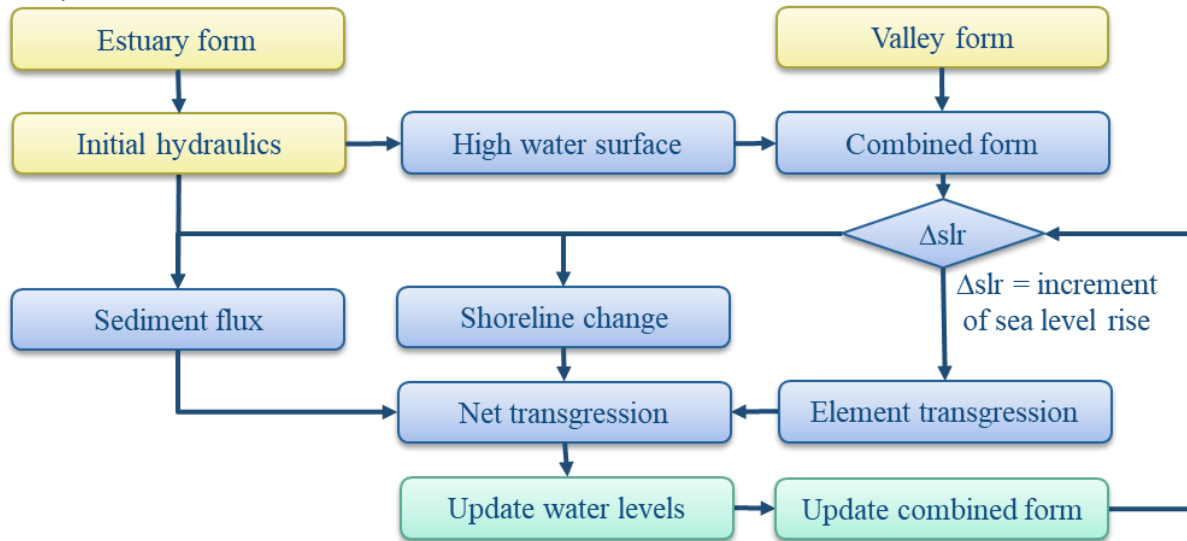 Estuary form
Valley form
Initial hydraulics
High water surface
Combined form
Δslr
Δslr = increment
of sea level rise
Sediment flux
Shoreline change
Net transgression
Element transgression
Update water levels
Update combined form